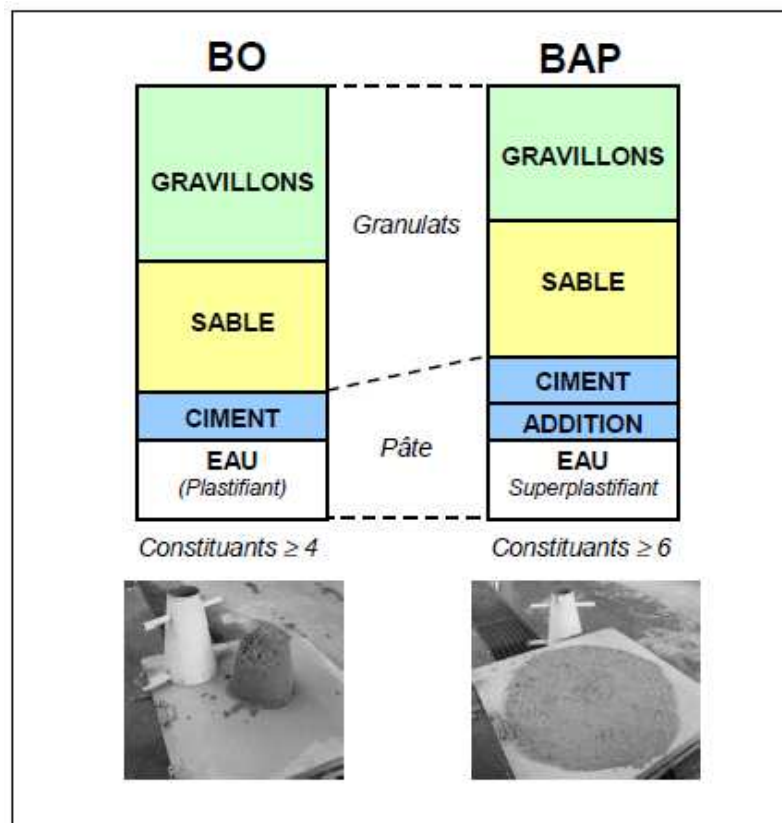 BO
BAP
GRAVILLONS
GRAVILLONS
Granulats
SABLE
SABLE
CIMENT
CIMENT
ADDITION
Pâte
EAU
(Plastifiant)
EAU
Superplastifiant
Constituants ≥ 4
Constituants ≥ 6